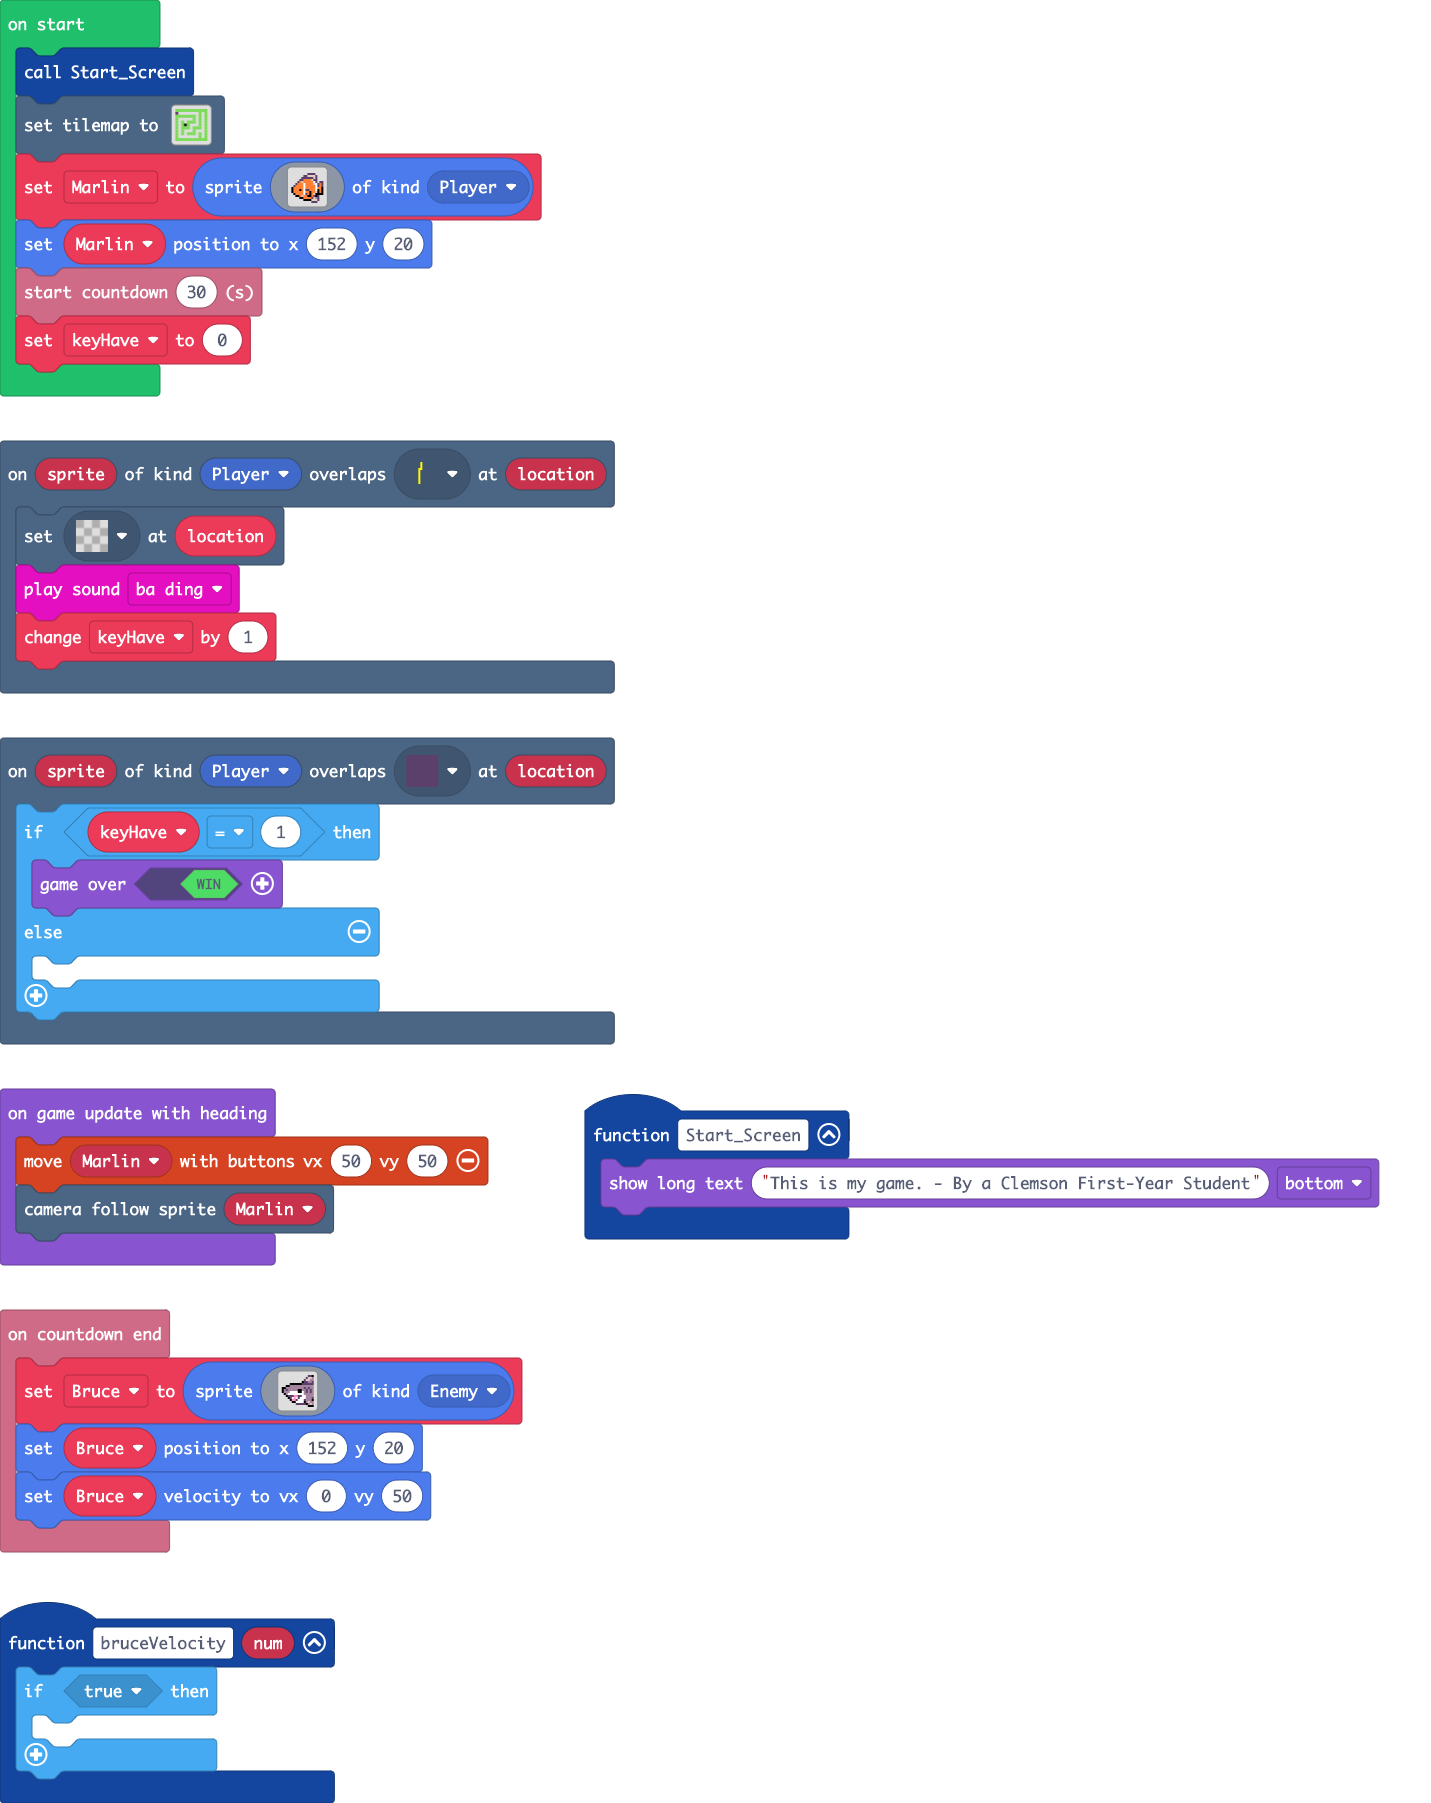 on start
call Start_Screen
set tilemap to
set Marlin to sprite of kind Player
set Marlin position to x 152 y 20
start countdown 30 (s)
set keyHave to 0
on sprite of kind Player overlaps at location
set at location
play sound ba ding
change keyHave by 1
on sprite of kind Player overlaps at location
if keyHave = 1 then
game over WIN
else
on game update with heading
move Marlin with buttons vx 50 vy 50
camera follow sprite Marlin
function Start_Screen
show long text "This is my game. - By a Clemson First-Year Student" bottom
on countdown end
set Bruce to sprite of kind Enemy
set Bruce position to x 152 y 20
set Bruce velocity to vx 0 vy 50
function bruceVelocity num
if true then